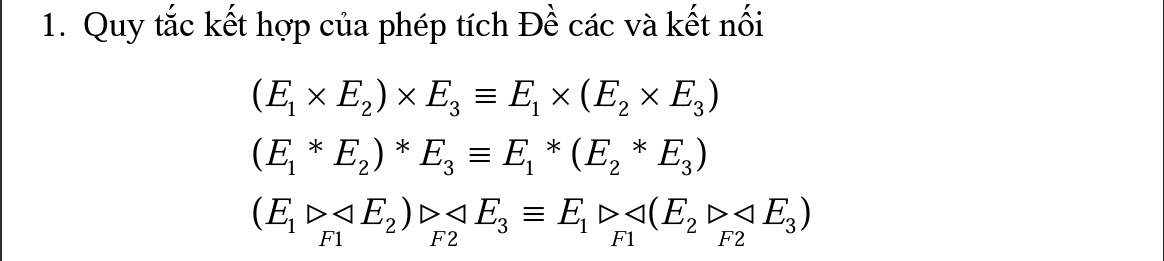 1. Quy tắc kết hợp của phép tích Đề các và kết nối
(E₁ × E₂) × E₃ ≡ E₁ × (E₂ × E₃)
(E₁ * E₂) * E₃ ≡ E₁ * (E₂ * E₃)
(E₁ ▷◁ E₂) ▷◁ E₃ ≡ E₁ ▷◁ (E₂ ▷◁ E₃)
F1 F2 F1 F2